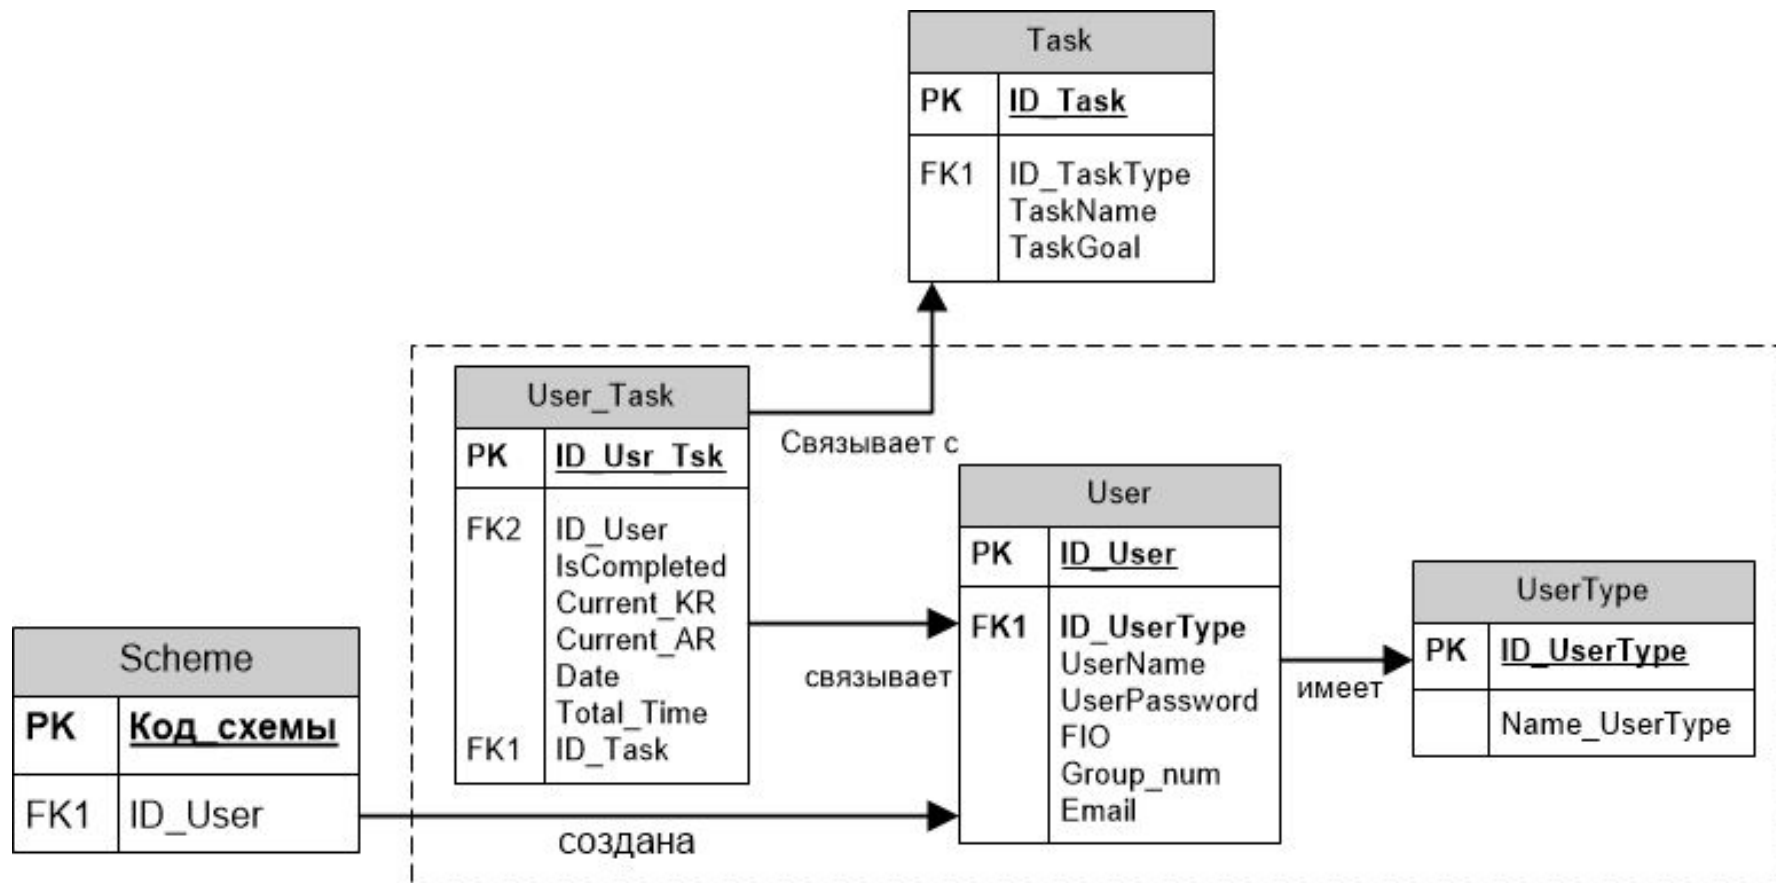 Task
PK ID_Task
FK1 ID_TaskType
TaskName
TaskGoal
User_Task
PK ID_Usr_Tsk
FK2 ID_User
IsCompleted
Current_KR
Current_AR
Date
Total_Time
FK1 ID_Task
Связывает с
связывает
User
PK ID_User
FK1 ID_UserType
UserName
UserPassword
FIO
Group_num
Email
имеет
UserType
PK ID_UserType
Name_UserType
Scheme
PK Код_схемы
FK1 ID_User
создана